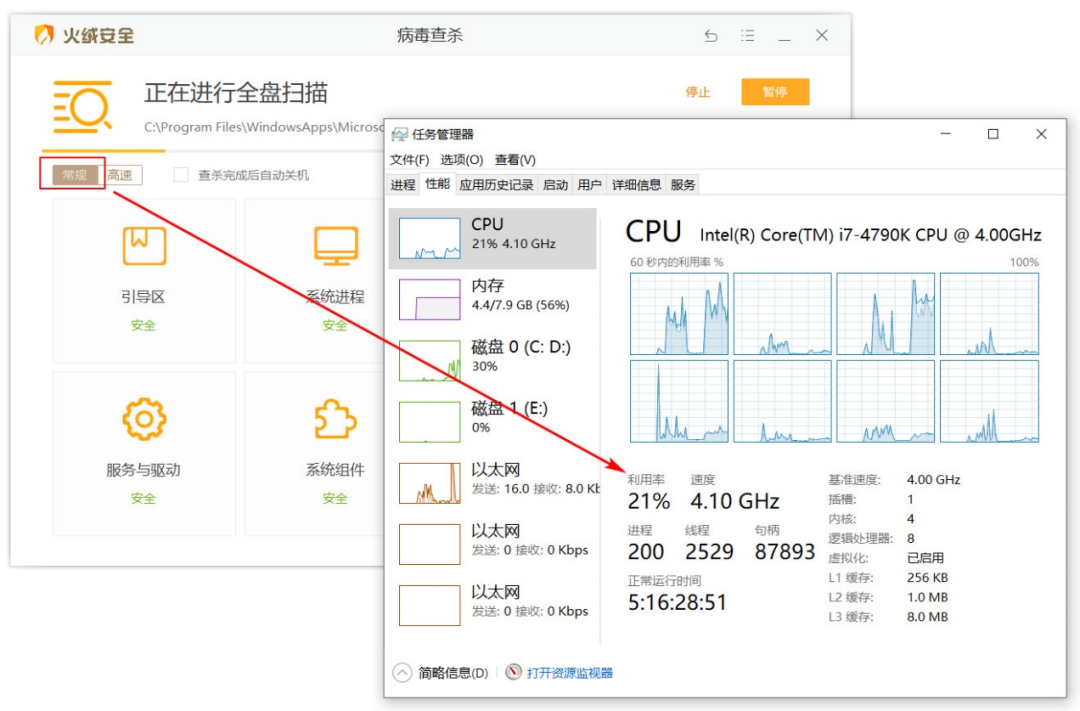 火绒安全
病毒查杀
正在进行全盘扫描
停止
暂停
C:\Program Files\WindowsApps\Microso
常规
高速
查杀完成后自动关机
引导区
安全
系统进程
安全
服务与驱动
安全
系统组件
安全
任务管理器
文件(F) 选项(O) 查看(V)
进程 性能 应用历史记录 启动 用户 详细信息 服务
CPU
21% 4.10 GHz
内存
4.4/7.9 GB (56%)
磁盘 0 (C: D:)
30%
磁盘 1 (E:)
0%
以太网
发送: 16.0 接收: 8.0 Kb
以太网
发送: 0 接收: 0 Kbps
以太网
发送: 0 接收: 0 Kbps
CPU Intel(R) Core(TM) i7-4790K CPU @ 4.00GHz
60 秒内的利用率 % 100%
利用率 速度
21% 4.10 GHz
进程 线程 句柄
200 2529 87893
正常运行时间
5:16:28:51
基准速度: 4.00 GHz
插槽: 1
内核: 4
逻辑处理器: 8
虚拟化: 已启用
L1 缓存: 256 KB
L2 缓存: 1.0 MB
L3 缓存: 8.0 MB
简略信息(D) 打开资源监视器